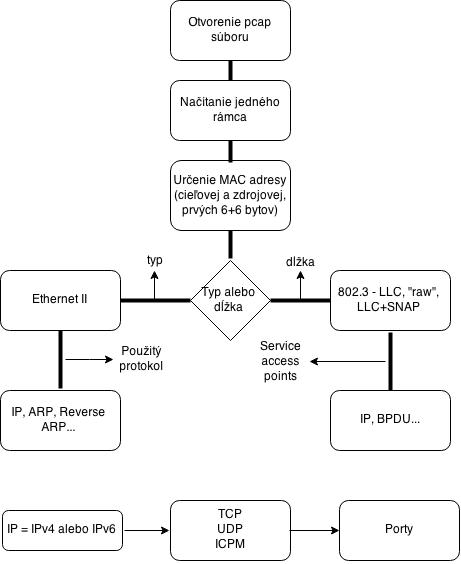 Otvorenie pcap
súboru
Načítanie jedného
rámca
Určenie MAC adresy
(cieľovej a zdrojovej,
prvých 6+6 bytov)
typ
dĺžka
Ethernet II
Typ alebo
dĺžka
802.3 - LLC, "raw",
LLC+SNAP
Použitý
protokol
Service
access
points
IP, ARP, Reverse
ARP...
IP, BPDU...
IP = IPv4 alebo IPv6
TCP
UDP
ICPM
Porty